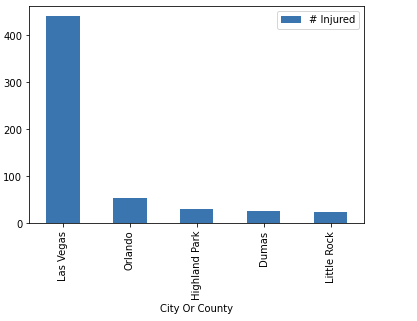 # Injured
400
300
200
100
0
Las Vegas
Orlando
Highland Park
Dumas
Little Rock
City Or County